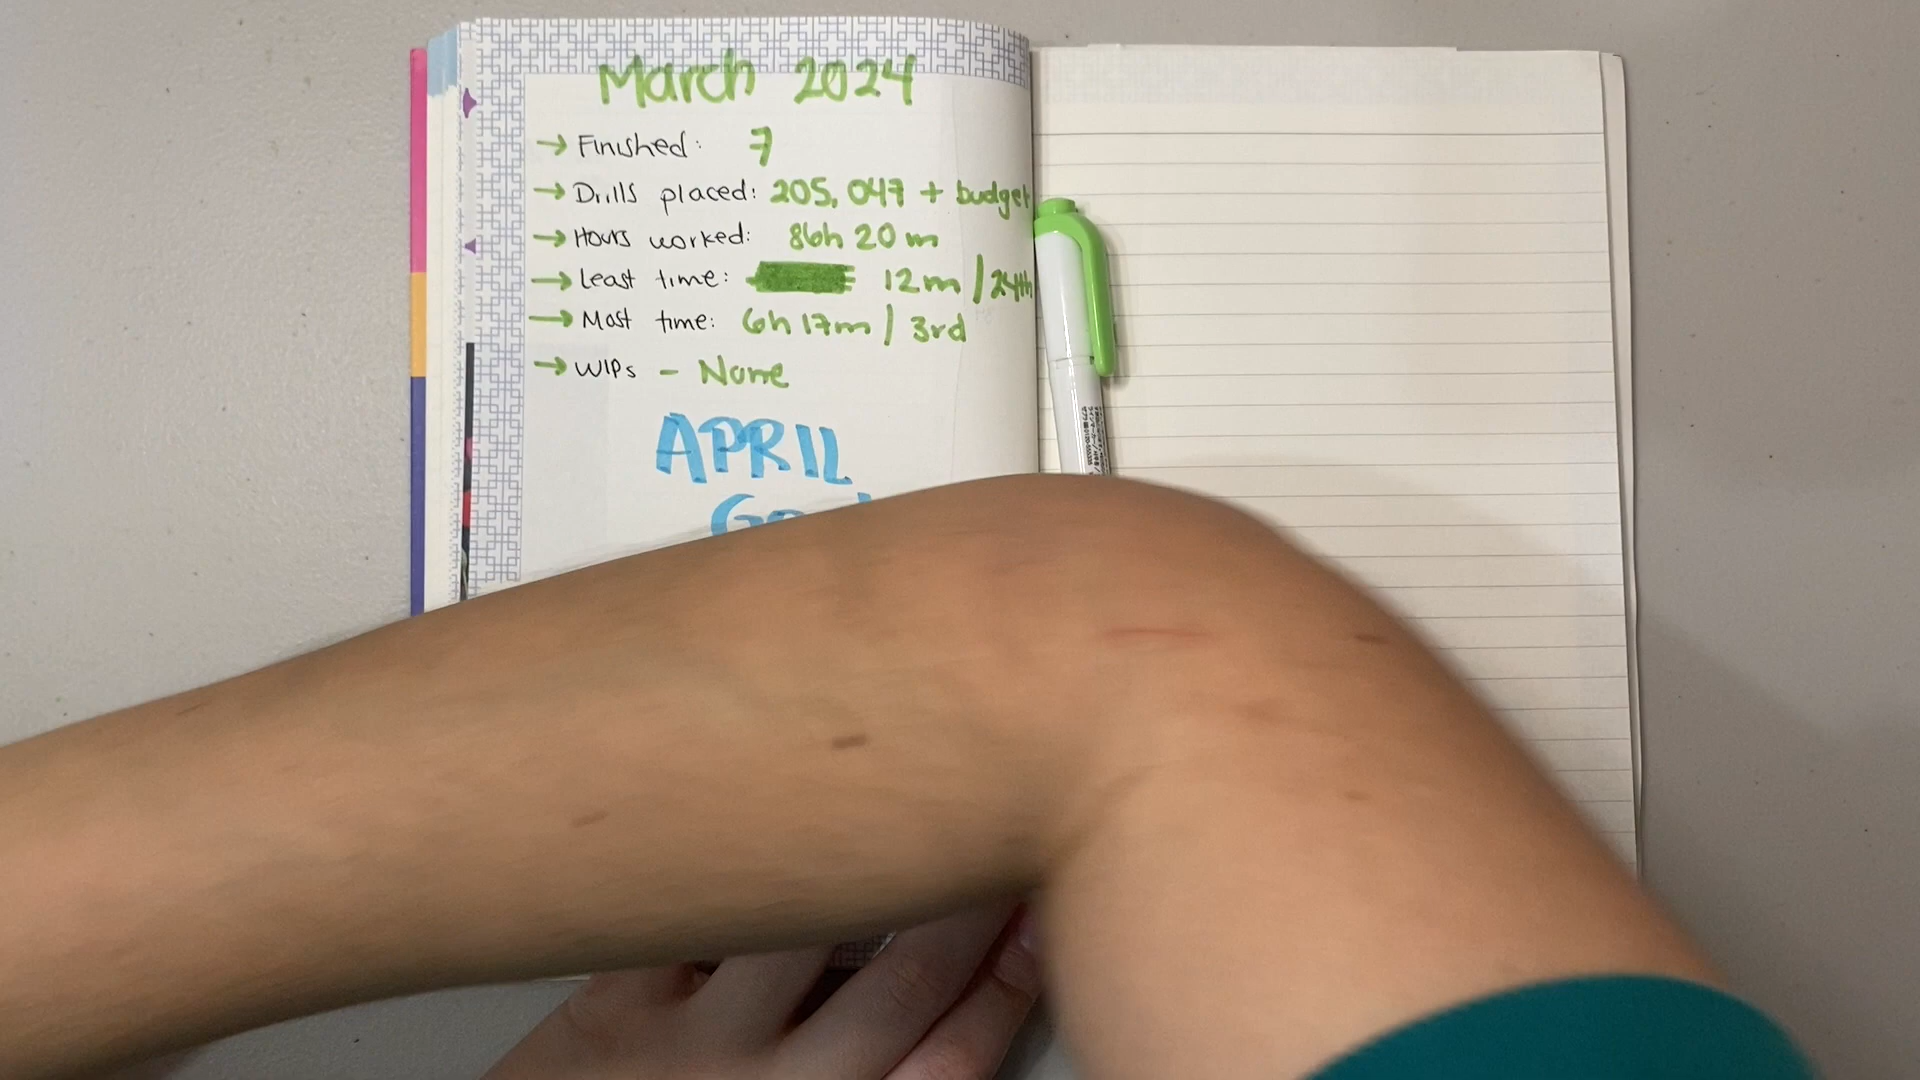 March 2024
→ Finished: 7
→ Drills placed: 205,047 + budget
→ Hours worked: 86h 20m
→ Least time: 12m / 24th
→ Most time: 6h 17m / 3rd
→ WIPs - None
APRIL